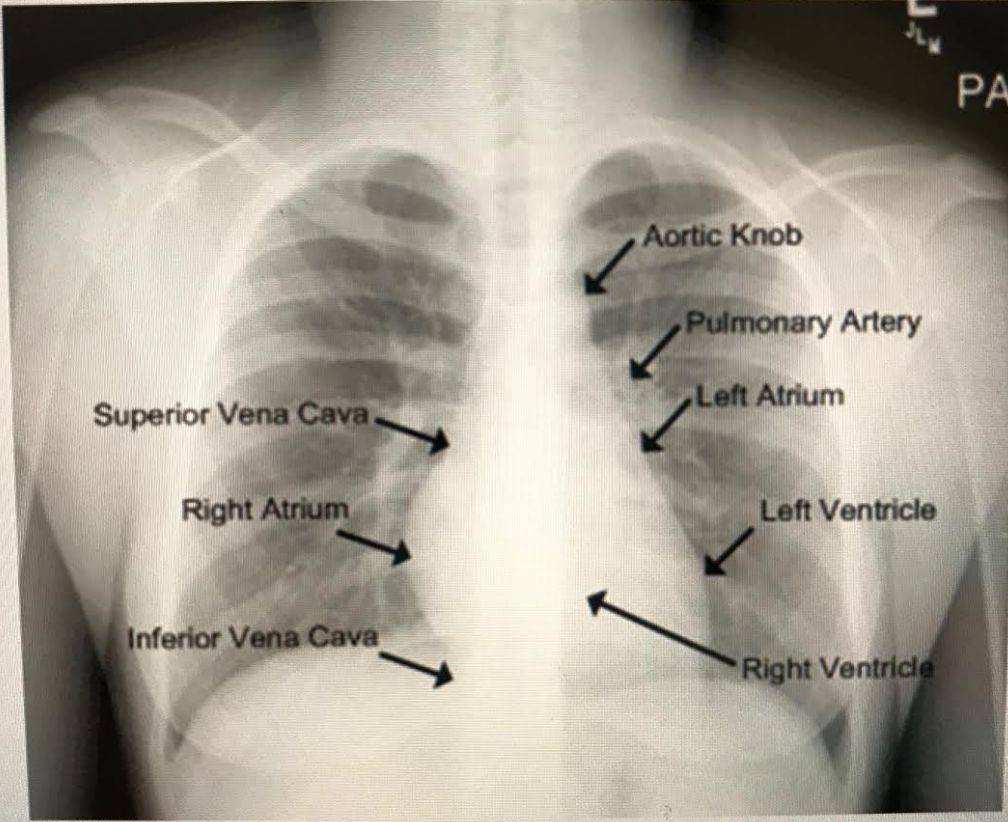 JLM
PA
Aortic Knob
Pulmonary Artery
Left Atrium
Superior Vena Cava
Right Atrium
Left Ventricle
Inferior Vena Cava
Right Ventricle